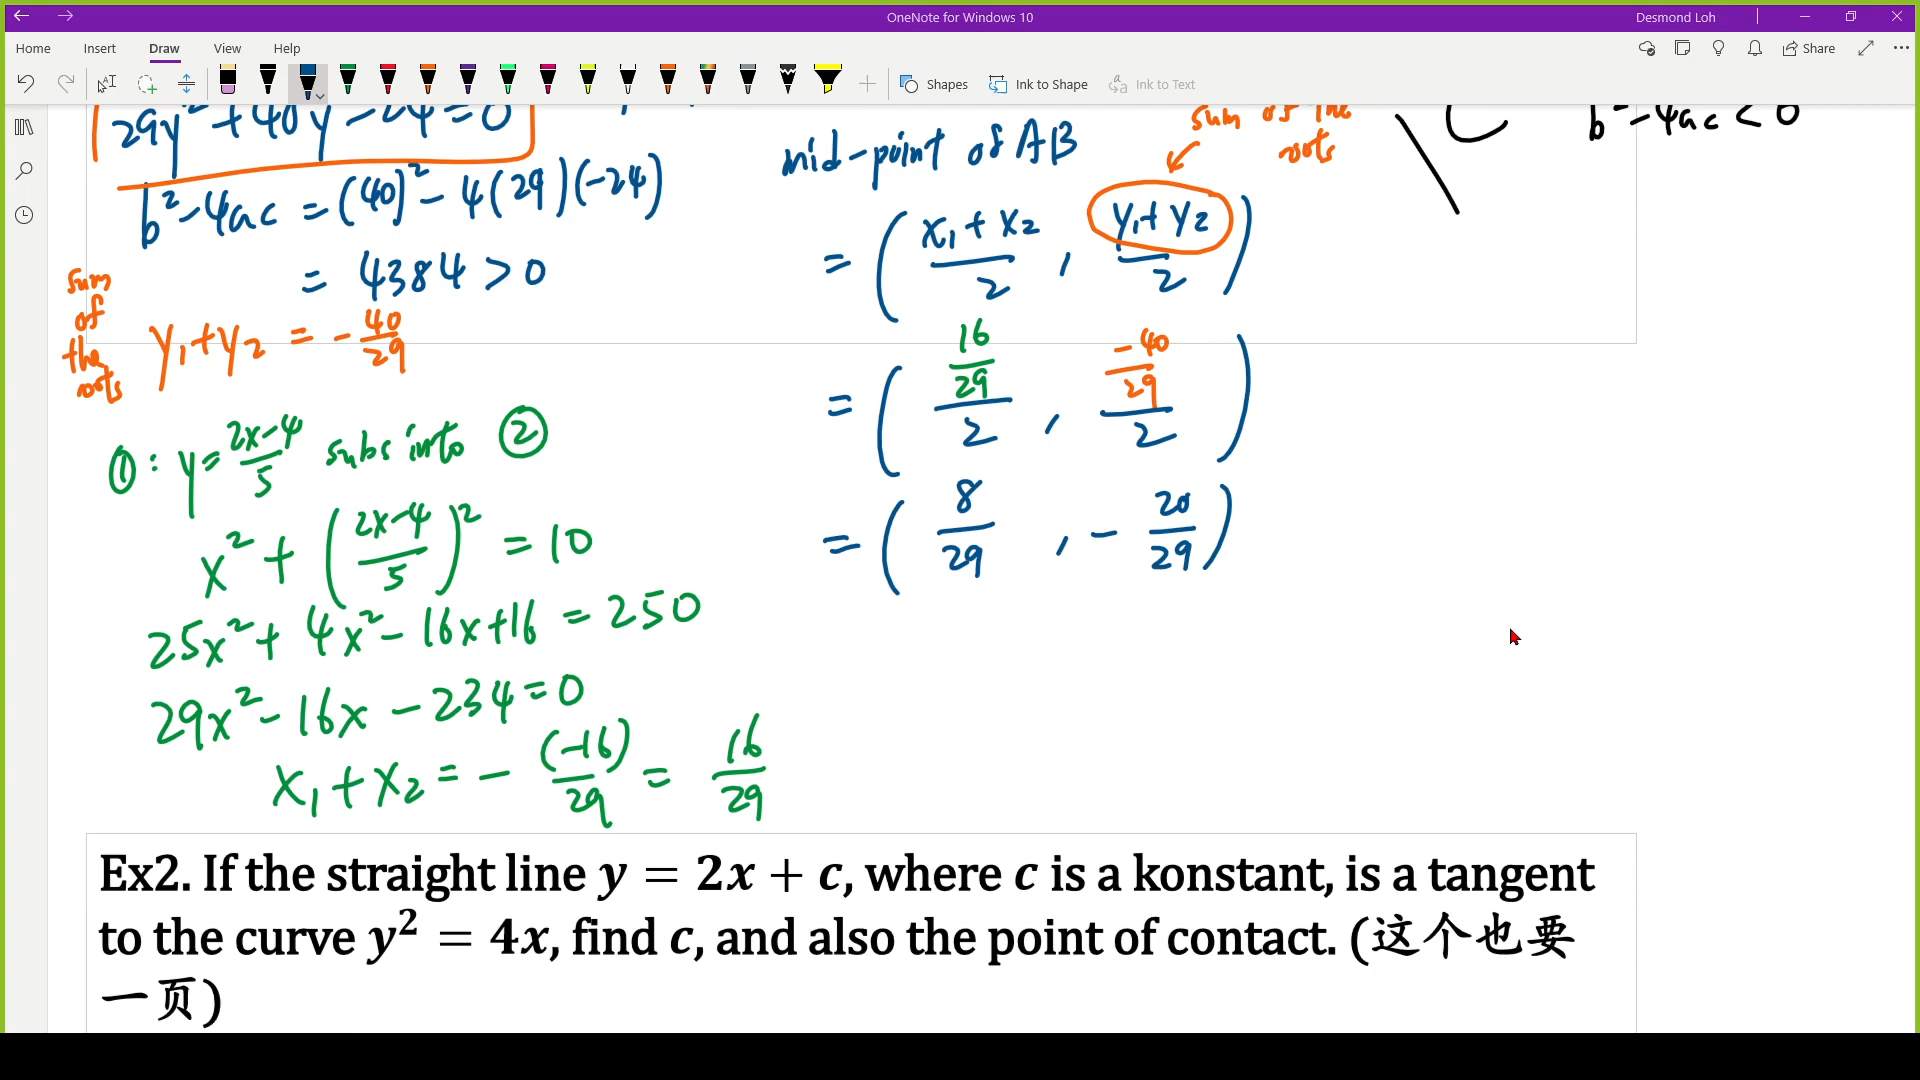 OneNote for Windows 10
Desmond Loh
Home Insert Draw View Help
Share
Shapes Ink to Shape Ink to Text
29y² + 40y - 24 = 0
b² - 4ac = (40)² - 4(29)(-24)
= 4384 > 0
sum of the roots
y₁ + y₂ = - 40/29
① : y = (2x-4)/5 subs into ②
x² + ((2x-4)/5)² = 10
25x² + 4x² - 16x + 16 = 250
29x² - 16x - 234 = 0
x₁ + x₂ = - (-16)/29 = 16/29
sum of the
roots
mid-point of AB
= ( (x₁ + x₂)/2 , (y₁ + y₂)/2 )
= ( (16/29)/2 , (-40/29)/2 )
= ( 8/29 , - 20/29 )
b² - 4ac < 0
Ex2. If the straight line y = 2x + c, where c is a konstant, is a tangent
to the curve y² = 4x, find c, and also the point of contact. (这个也要
一页)